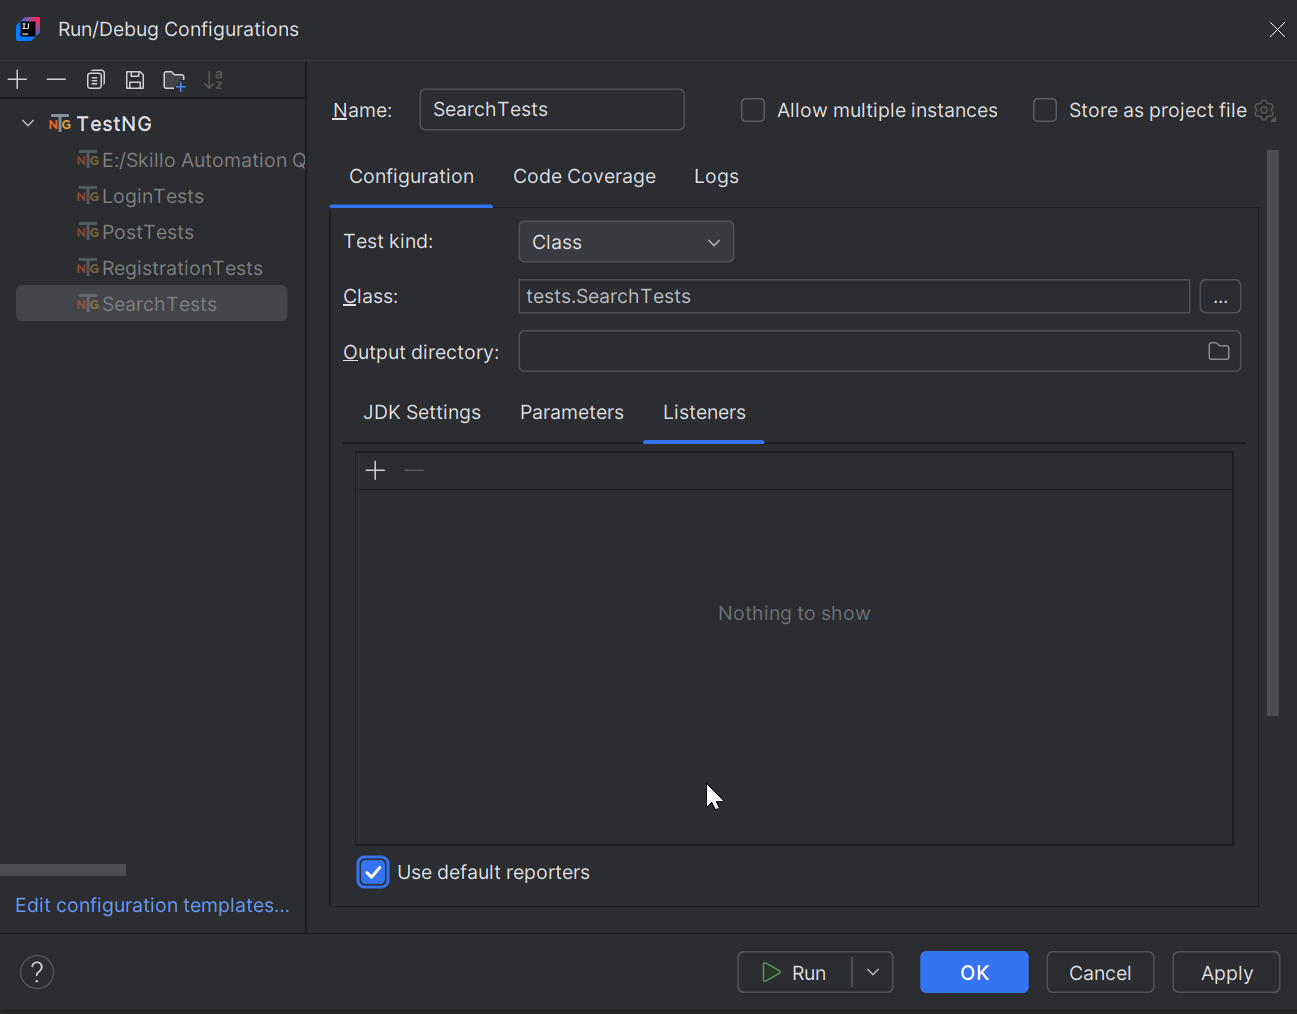 Run/Debug Configurations
Name: SearchTests Allow multiple instances Store as project file
TestNG
E:/Skillo Automation Q
LoginTests
PostTests
RegistrationTests
SearchTests
Edit configuration templates...
Configuration Code Coverage Logs
Test kind: Class
Class: tests.SearchTests ...
Output directory:
JDK Settings Parameters Listeners
Nothing to show
Use default reporters
? Run OK Cancel Apply